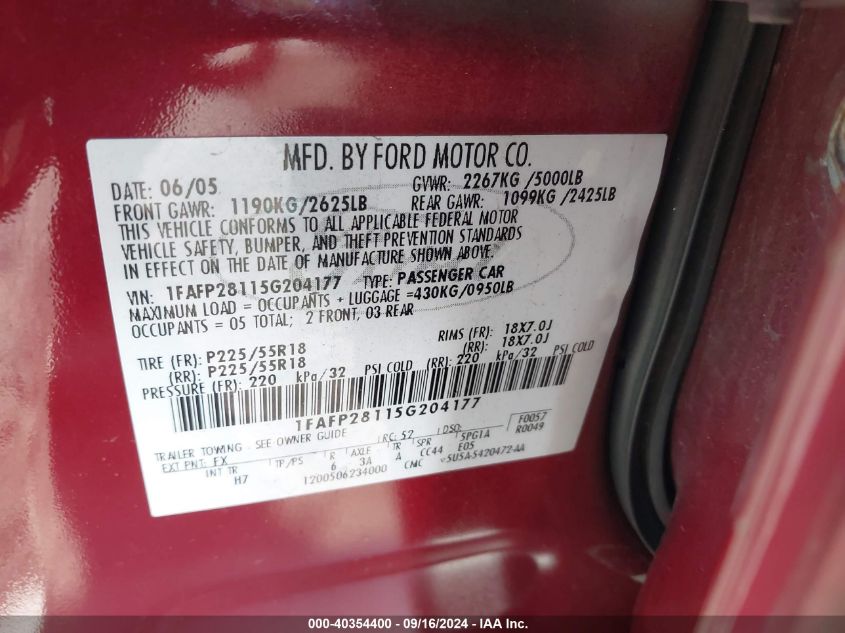 MFD. BY FORD MOTOR CO.
DATE: 06/05 GVWR: 2267KG /5000LB
FRONT GAWR: 1190KG/2625LB REAR GAWR: 1099KG /2425LB
THIS VEHICLE CONFORMS TO ALL APPLICABLE FEDERAL MOTOR
VEHICLE SAFETY, BUMPER, AND THEFT PREVENTION STANDARDS
IN EFFECT ON THE DATE OF MANUFACTURE SHOWN ABOVE.
VIN: 1FAFP28115G204177 TYPE: PASSENGER CAR
MAXIMUM LOAD = OCCUPANTS + LUGGAGE =430KG/0950LB
OCCUPANTS = 05 TOTAL; 2 FRONT, 03 REAR
TIRE (FR): P225/55R18 RIMS (FR): 18X7.0J
(RR): P225/55R18 (RR): 18X7.0J
PRESSURE (FR): 220 kPa/32 PSI COLD (RR): 220 kPa/32 PSI COLD
1FAFP28115G204177
TRAILER TOWING - SEE OWNER GUIDE RC: 52 DSO: F0057
EXT PNT: FX R AXLE TR SPR SPG1A R0049
INT TR TP/PS 6 3A A CC44 E05
H7 1200506234000 CMC 5U5A-5420472-AA
000-40354400 - 09/16/2024 - IAAI.com